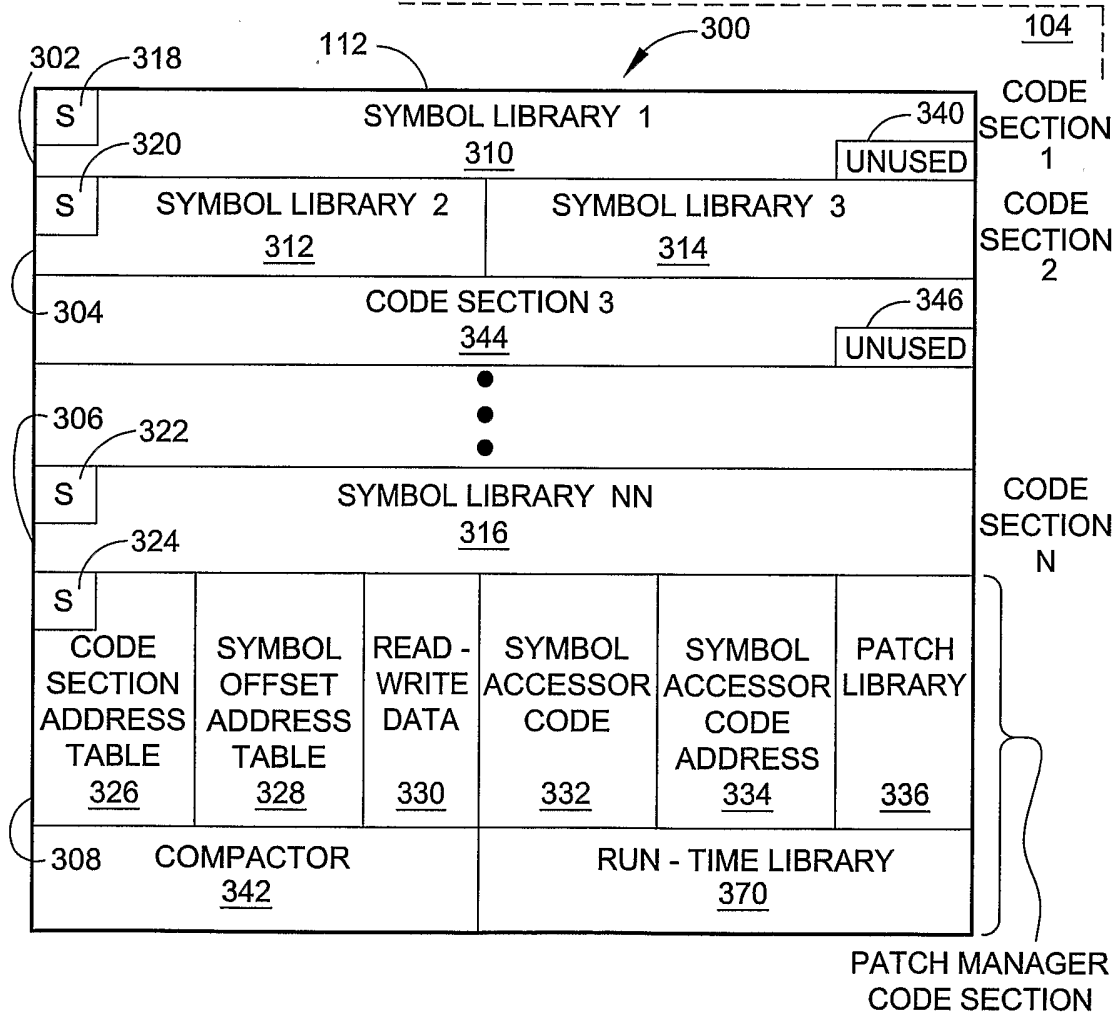 300
104
112
302
318
S
SYMBOL LIBRARY 1
310
340
UNUSED
CODE
SECTION
1
320
S
SYMBOL LIBRARY 2
312
SYMBOL LIBRARY 3
314
CODE
SECTION
2
304
CODE SECTION 3
344
346
UNUSED
306
322
S
SYMBOL LIBRARY NN
316
CODE
SECTION
N
324
S
CODE
SECTION
ADDRESS
TABLE
326
SYMBOL
OFFSET
ADDRESS
TABLE
328
READ -
WRITE
DATA
330
SYMBOL
ACCESSOR
CODE
332
SYMBOL
ACCESSOR
CODE
ADDRESS
334
PATCH
LIBRARY
336
308
COMPACTOR
342
RUN - TIME LIBRARY
370
PATCH MANAGER
CODE SECTION